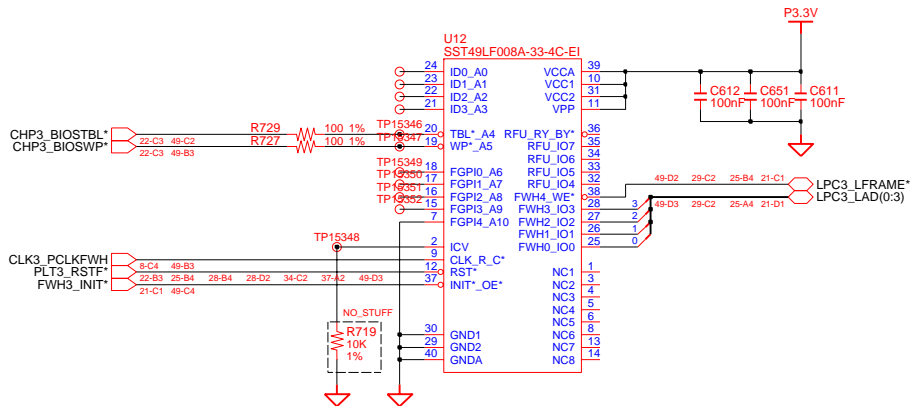 P3.3V
U12
SST49LF008A-33-4C-EI
24 ID0_A0 VCCA 39
23 ID1_A1 VCC1 10
22 ID2_A2 VCC2 31
21 ID3_A3 VPP 11
C612 100nF C651 100nF C611 100nF
CHP3_BIOSTBL* 22-C3 49-C2 R729 100 1% TP15346 20 TBL*_A4 RFU_RY_BY* 36
CHP3_BIOSWP* 22-C3 49-B3 R727 100 1% TP15347 19 WP*_A5 RFU_IO7 35
RFU_IO6 34
TP15349 18 FGPI0_A6 RFU_IO5 33
TP15350 17 FGPI1_A7 RFU_IO4 32
TP15351 16 FGPI2_A8 FWH4_WE* 38 49-D2 29-C2 25-B4 21-C1 LPC3_LFRAME*
TP15352 15 FGPI3_A9 FWH3_IO3 28 3 49-D3 29-C2 25-A4 21-D1 LPC3_LAD(0:3)
7 FGPI4_A10 FWH2_IO2 27 2
FWH1_IO1 26 1
TP15348 2 ICV FWH0_IO0 25 0
CLK3_PCLKFWH 8-C4 49-B3 9 CLK_R_C*
PLT3_RSTF* 22-B3 25-B4 28-B4 28-D2 34-C2 37-A2 49-D3 12 RST* NC1 1
FWH3_INIT* 21-C1 49-C4 37 INIT*_OE* NC2 3
NC3 4
NC4 5
NO_STUFF NC5 6
R719 30 GND1 NC6 8
10K 29 GND2 NC7 13
1% 40 GNDA NC8 14